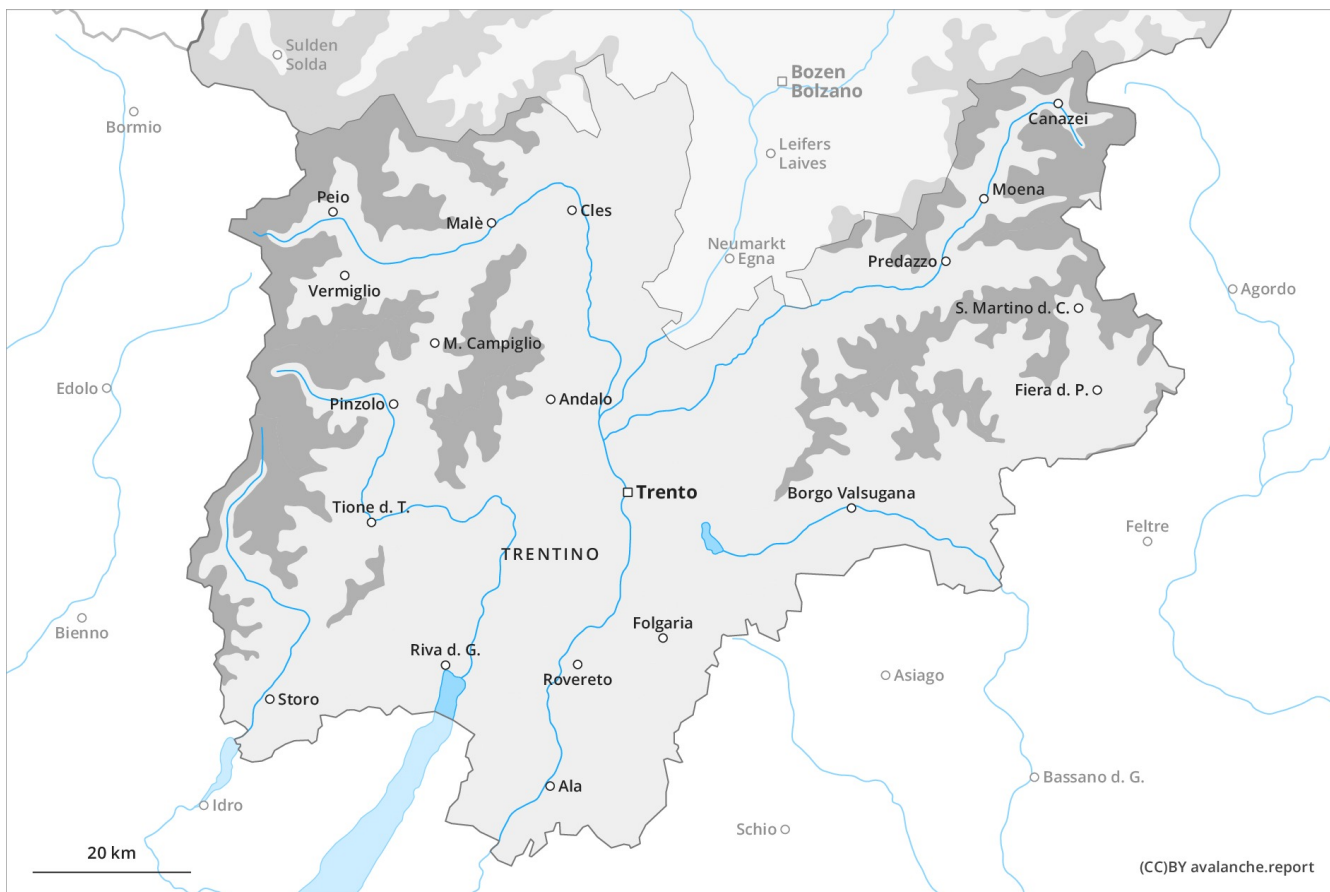 Sulden
Solda
Bozen
Bolzano
Bormio
Canazei
Leifers
Laives
Peio
Moena
Malè
Cles
Neumarkt
Egna
Predazzo
Vermiglio
Agordo
S. Martino d. C.
M. Campiglio
Edolo
Andalo
Fiera d. P.
Pinzolo
Trento
Borgo Valsugana
Tione d. T.
Feltre
TRENTINO
Bienno
Folgaria
Riva d. G.
Asiago
Rovereto
Storo
Bassano d. G.
Ala
Idro
Schio
20 km
(CC)BY avalanche.report